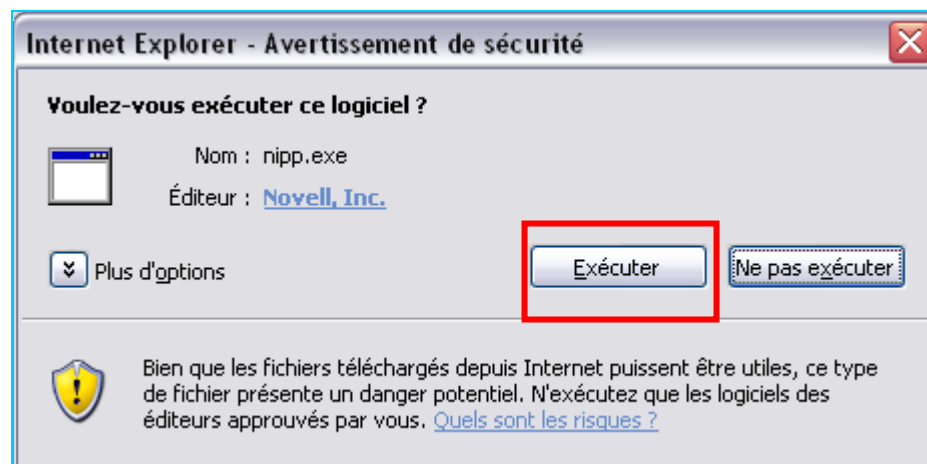 Internet Explorer - Avertissement de sécurité
Voulez-vous exécuter ce logiciel ?
Nom : nipp.exe
Éditeur : Novell, Inc.
Plus d'options
Exécuter
Ne pas exécuter
Bien que les fichiers téléchargés depuis Internet puissent être utiles, ce type
de fichier présente un danger potentiel. N'exécutez que les logiciels des
éditeurs approuvés par vous. Quels sont les risques ?